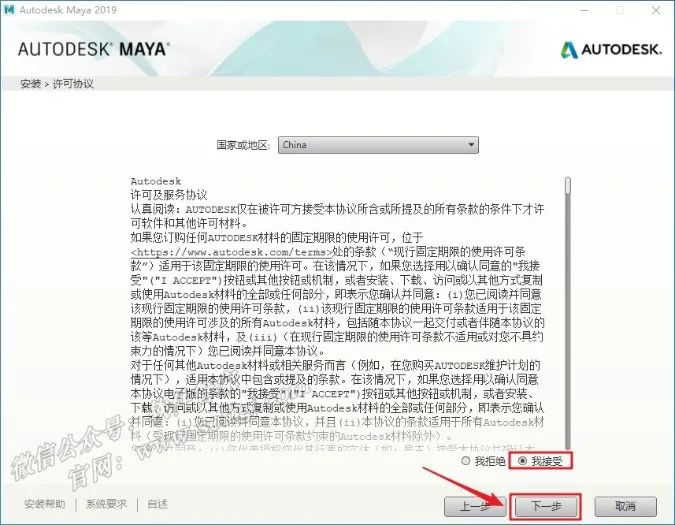 Autodesk Maya 2019
AUTODESK® MAYA®
AUTODESK.
安装 > 许可协议
国家或地区:
China
Autodesk
许可及服务协议
认真阅读：AUTODESK仅在被许可方接受本协议所含或所提及的所有条款的条件下才许
可软件和其他许可材料。
如果您订购任何AUTODESK材料的固定期限的使用许可，位于
<https://www.autodesk.com/terms>处的条款（“现行固定期限的使用许可条
款”）适用于该固定期限的使用许可。在该情况下，如果您选择用以确认同意的"我接
受"("I ACCEPT")按钮或其他按钮或机制，或者安装、下载、访问或以其他方式复制
或使用Autodesk材料的全部或任何部分，即表示您确认并同意：(i)您已阅读并同意
该现行固定期限的使用许可条款，(ii)该现行固定期限的使用许可条款适用于该固定
期限的使用许可涉及的所有Autodesk材料，包括随本协议一起交付或者伴随本协议的
该等Autodesk材料，及(iii)（在现行固定期限的使用许可条款不适用或对您不具约
束力的情况下）您已阅读并同意本协议。
对于任何其他Autodesk材料或相关服务而言（例如，在您购买AUTODESK维护计划的
情况下），适用本协议中包含或提及的条款。在该情况下，如果您选择用以确认同意
本协议电子版的条款的"我接受"("I ACCEPT")按钮或其他按钮或机制，或者安装、
下载、访问或以其他方式复制或使用Autodesk材料的全部或任何部分，即表示您确认
并同意：(i)您已阅读并同意本协议，并且(ii)本协议的条款适用于所有Autodesk材
料（受现行固定期限的使用许可条款约束的Autodesk材料除外）。
我拒绝
我接受
微信公众号：
官网：www.
安装帮助
系统要求
自述
上一步
下一步
取消